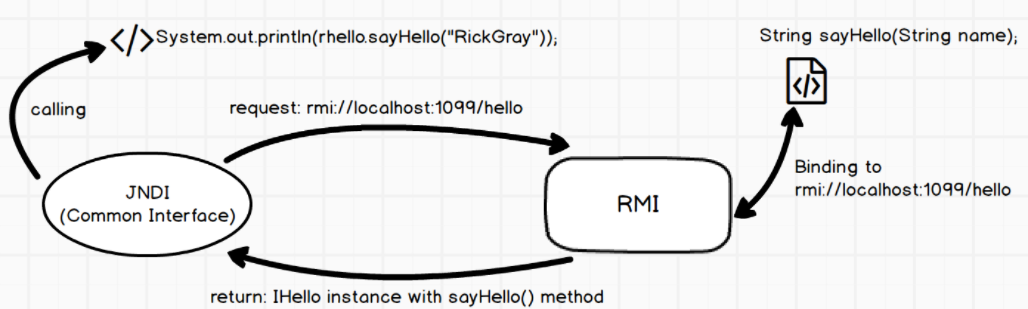 </>System.out.println(rhello.sayHello("RickGray"));
String sayHello(String name);
</>
calling
request: rmi://localhost:1099/hello
JNDI
(Common Interface)
RMI
Binding to
rmi://localhost:1099/hello
return: IHello instance with sayHello() method